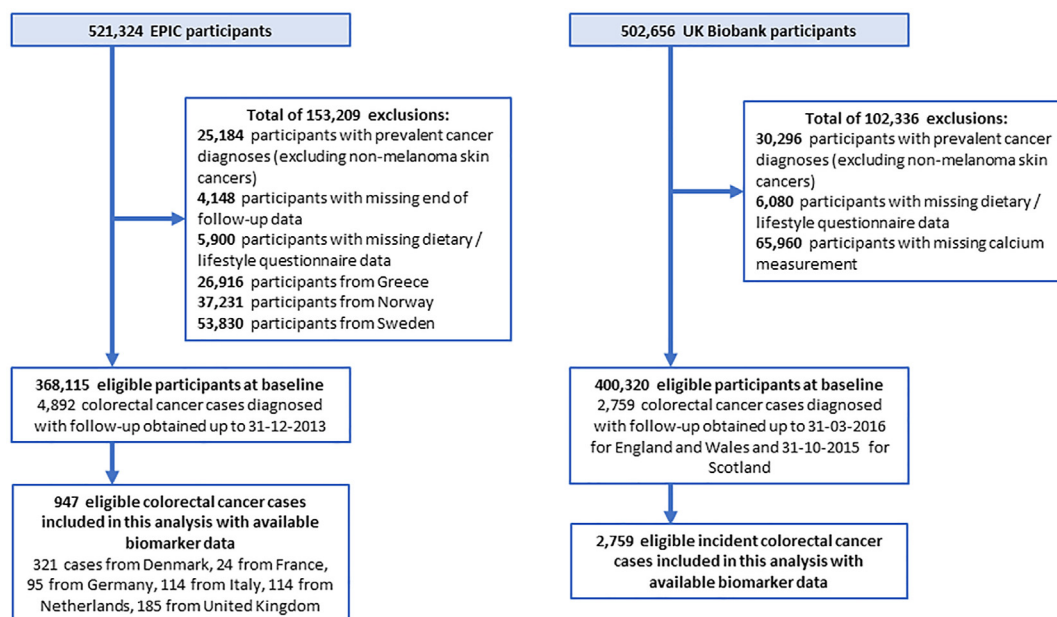 521,324 EPIC participants
Total of 153,209 exclusions:
25,184 participants with prevalent cancer
diagnoses (excluding non-melanoma skin
cancers)
4,148 participants with missing end of
follow-up data
5,900 participants with missing dietary /
lifestyle questionnaire data
26,916 participants from Greece
37,231 participants from Norway
53,830 participants from Sweden
368,115 eligible participants at baseline
4,892 colorectal cancer cases diagnosed
with follow-up obtained up to 31-12-2013
947 eligible colorectal cancer cases
included in this analysis with available
biomarker data
321 cases from Denmark, 24 from France,
95 from Germany, 114 from Italy, 114 from
Netherlands, 185 from United Kingdom
502,656 UK Biobank participants
Total of 102,336 exclusions:
30,296 participants with prevalent cancer
diagnoses (excluding non-melanoma skin
cancers)
6,080 participants with missing dietary /
lifestyle questionnaire data
65,960 participants with missing calcium
measurement
400,320 eligible participants at baseline
2,759 colorectal cancer cases diagnosed
with follow-up obtained up to 31-03-2016
for England and Wales and 31-10-2015 for
Scotland
2,759 eligible incident colorectal cancer
cases included in this analysis with
available biomarker data